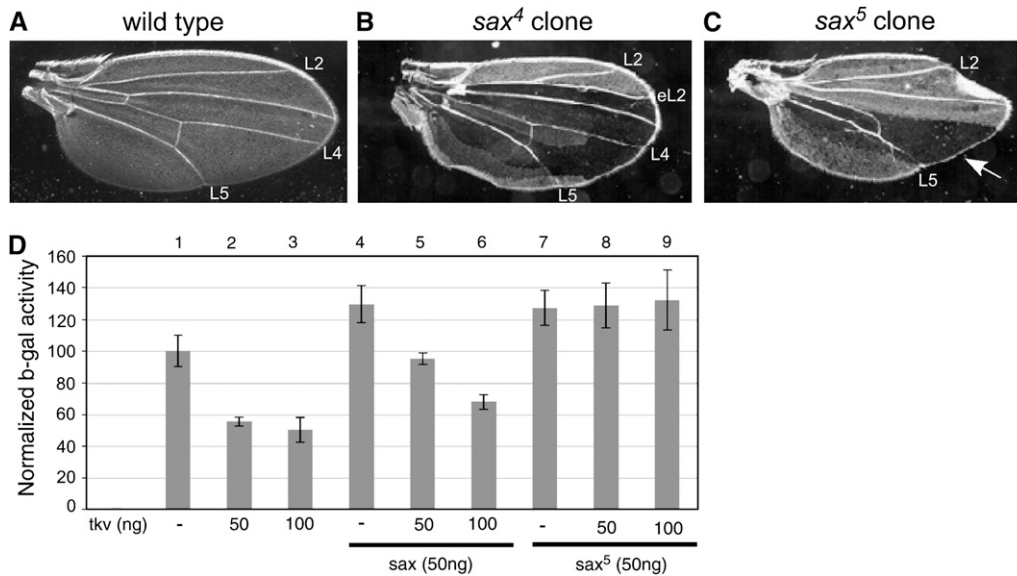 A wild type
B sax⁴ clone
C sax⁵ clone
L2
L4
L5
L2
eL2
L4
L5
L2
L5
D
1 2 3 4 5 6 7 8 9
Normalized b-gal activity
160
140
120
100
80
60
40
20
0
tkv (ng) - 50 100 - 50 100 - 50 100
sax (50ng) sax⁵ (50ng)